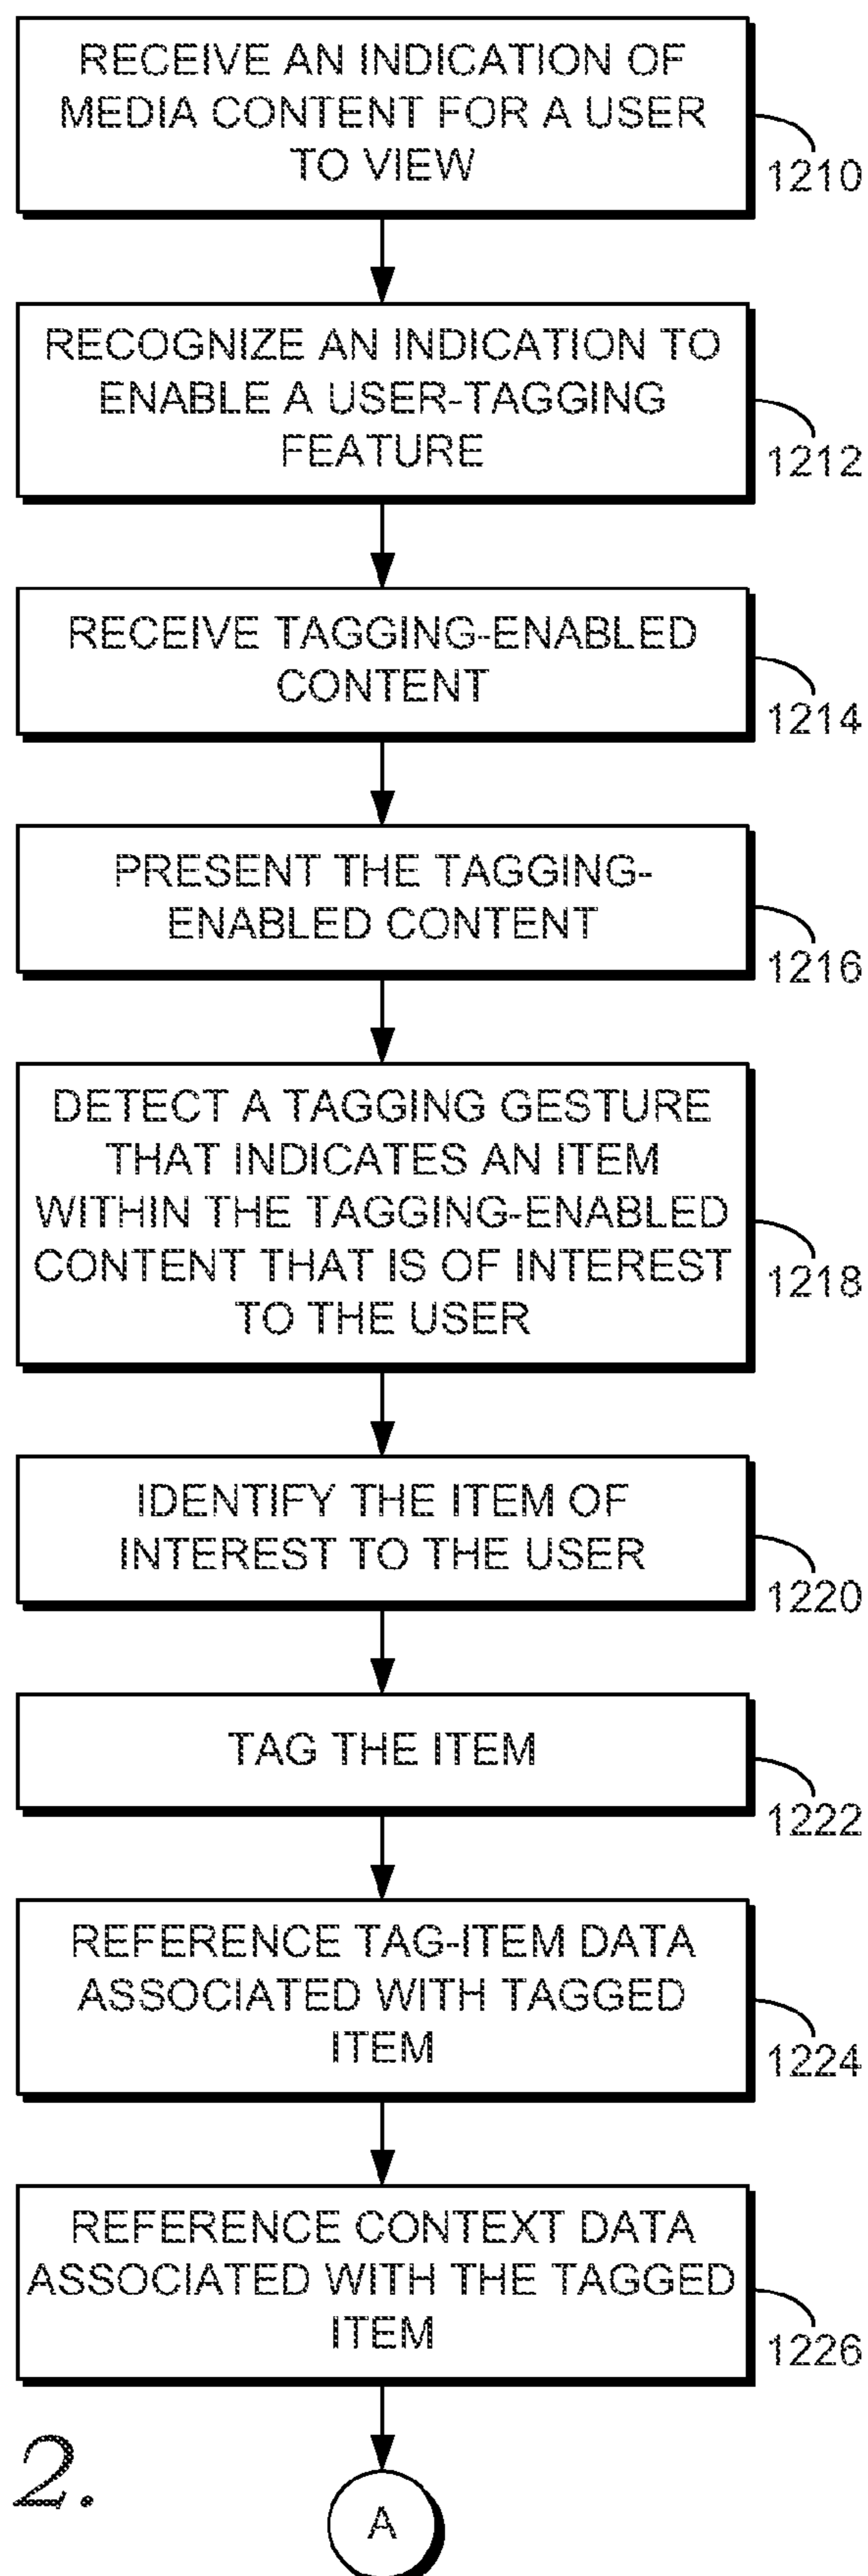 RECEIVE AN INDICATION OF
MEDIA CONTENT FOR A USER
TO VIEW
1210
RECOGNIZE AN INDICATION TO
ENABLE A USER-TAGGING
FEATURE
1212
RECEIVE TAGGING-ENABLED
CONTENT
1214
PRESENT THE TAGGING-
ENABLED CONTENT
1216
DETECT A TAGGING GESTURE
THAT INDICATES AN ITEM
WITHIN THE TAGGING-ENABLED
CONTENT THAT IS OF INTEREST
TO THE USER
1218
IDENTIFY THE ITEM OF
INTEREST TO THE USER
1220
TAG THE ITEM
1222
REFERENCE TAG-ITEM DATA
ASSOCIATED WITH TAGGED
ITEM
1224
REFERENCE CONTEXT DATA
ASSOCIATED WITH THE TAGGED
ITEM
1226
2.
A